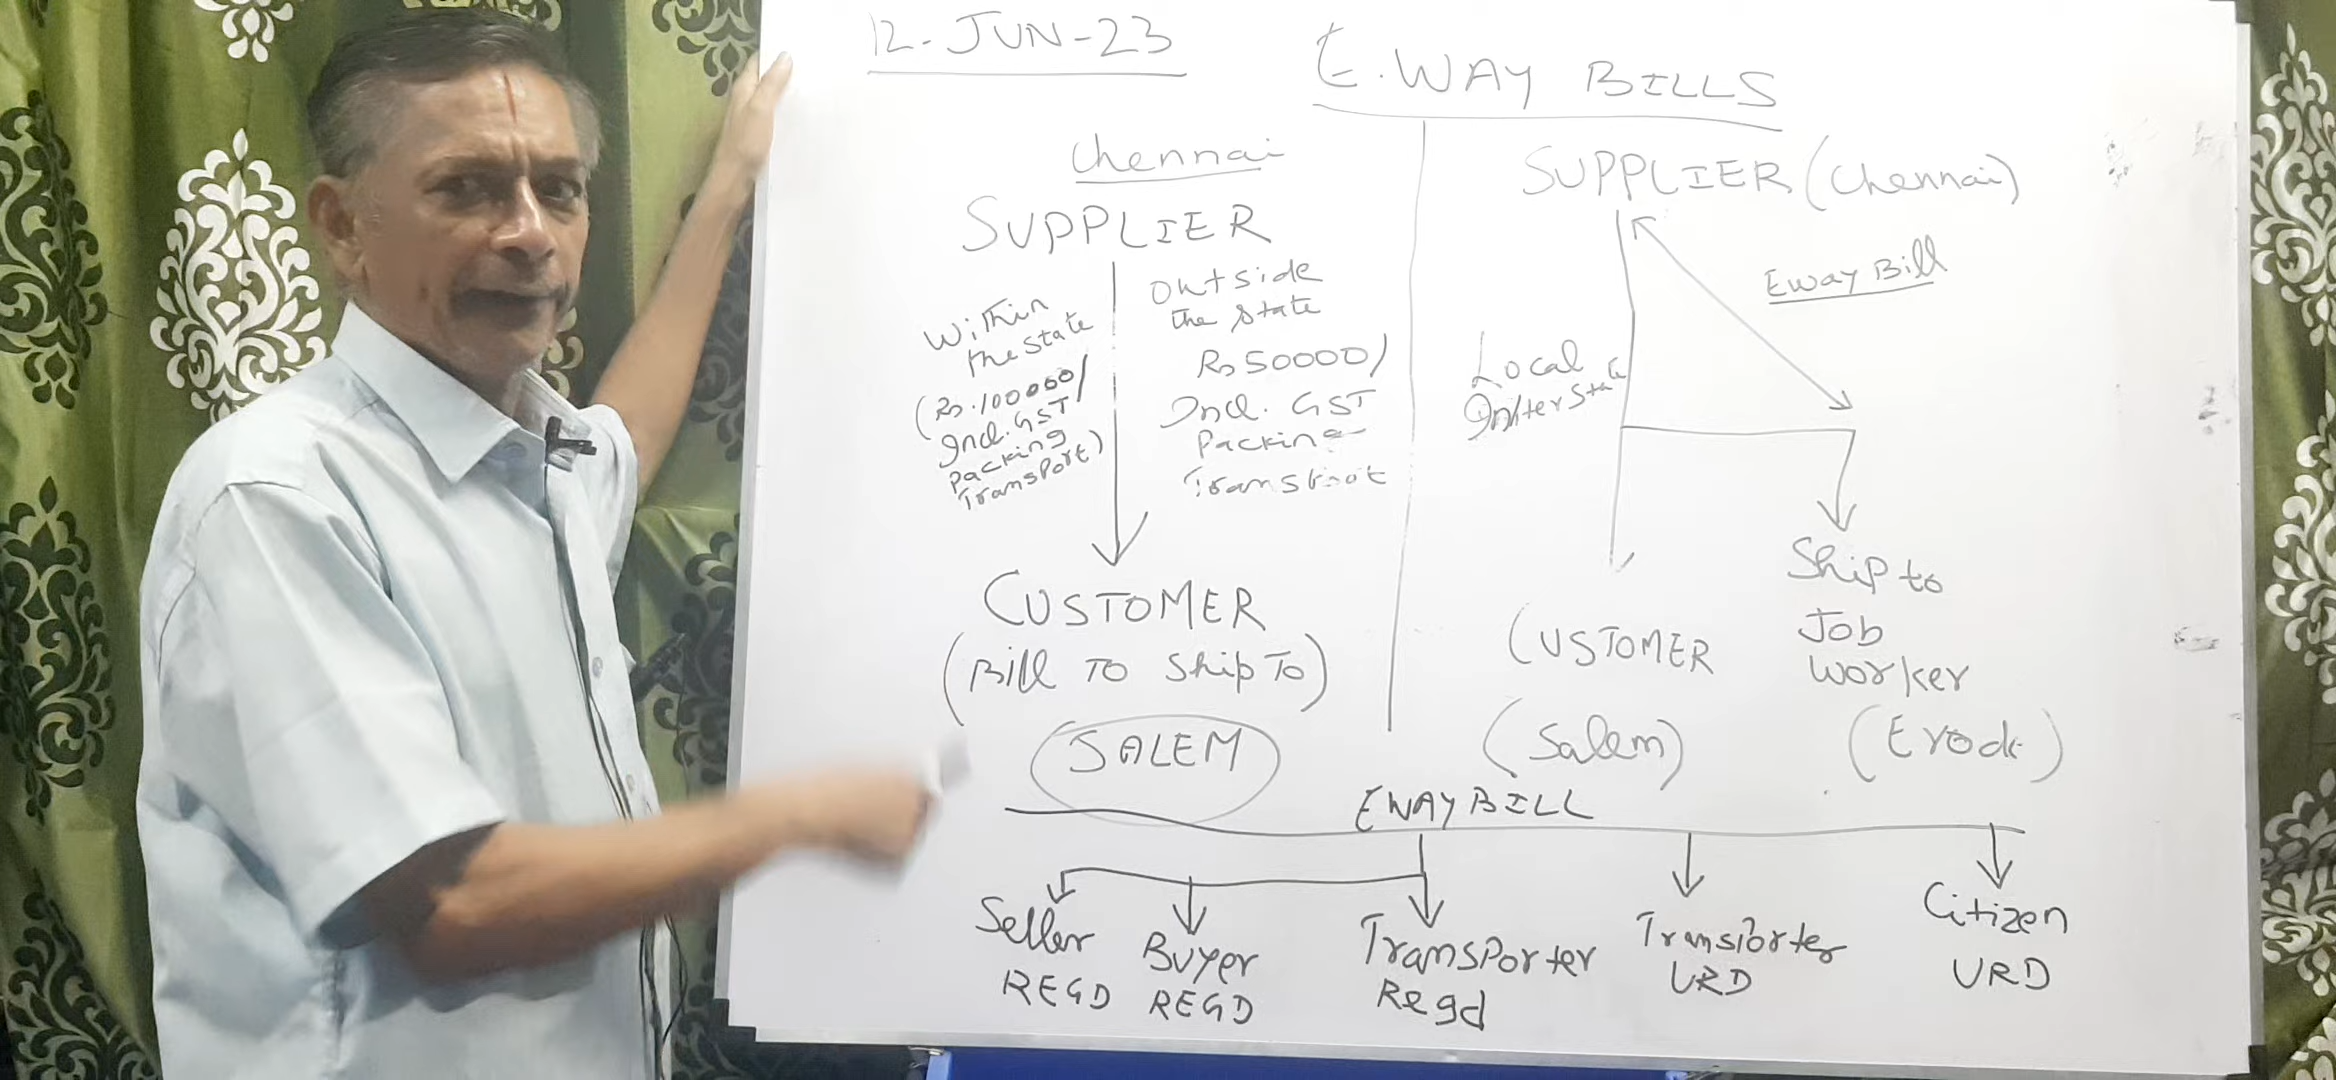 12-JUN-23
E.WAY BILLS
Chennai
SUPPLIER
Within
the state
(Rs.100000/
Incl. GST
Packing
Transport)
Outside
the state
Rs 50000/
Incl. GST
Packing
CUSTOMER
(Bill TO Ship To)
SALEM
SUPPLIER (Chennai)
Eway Bill
Local
Ship to
Job
Worker
CUSTOMER
(Salem)
(Erode)
EWAY BILL
Seller
REGD
Buyer
REGD
Transporter
Regd
Transporter
URD
Citizen
URD